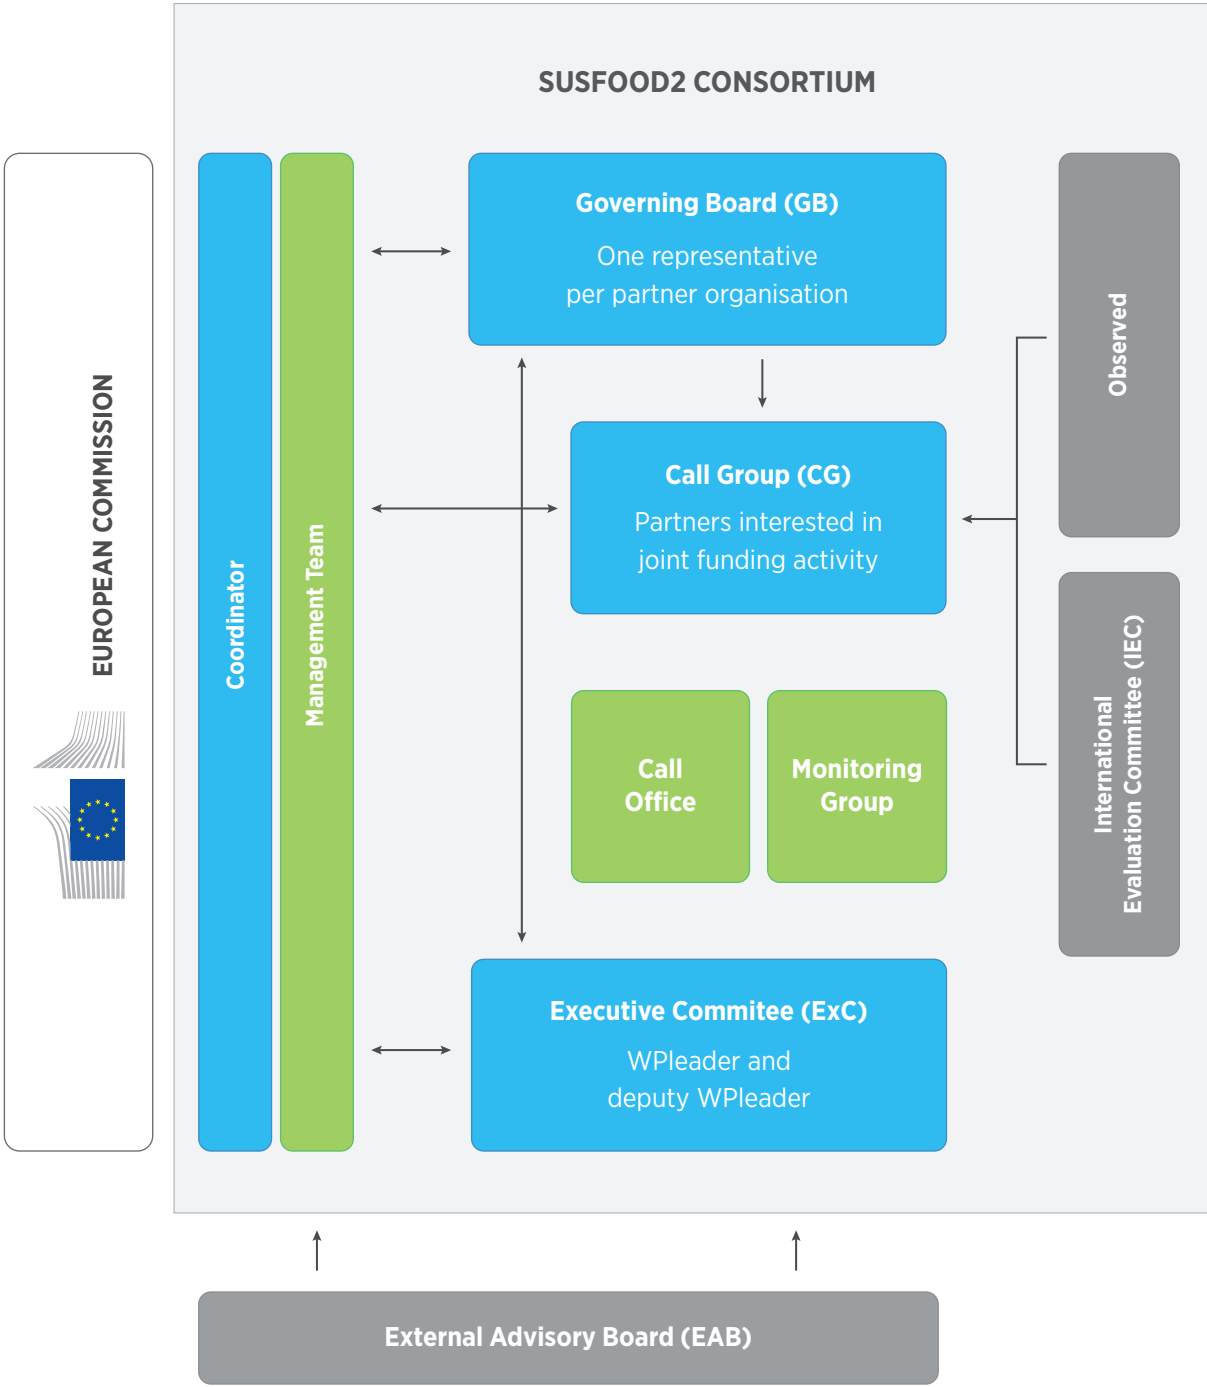 SUSFOOD2 CONSORTIUM
EUROPEAN COMMISSION
Coordinator
Management Team
Governing Board (GB)
One representative
per partner organisation
Call Group (CG)
Partners interested in
joint funding activity
Call
Office
Monitoring
Group
Executive Commitee (ExC)
WPleader and
deputy WPleader
Observed
International
Evaluation Committee (IEC)
External Advisory Board (EAB)